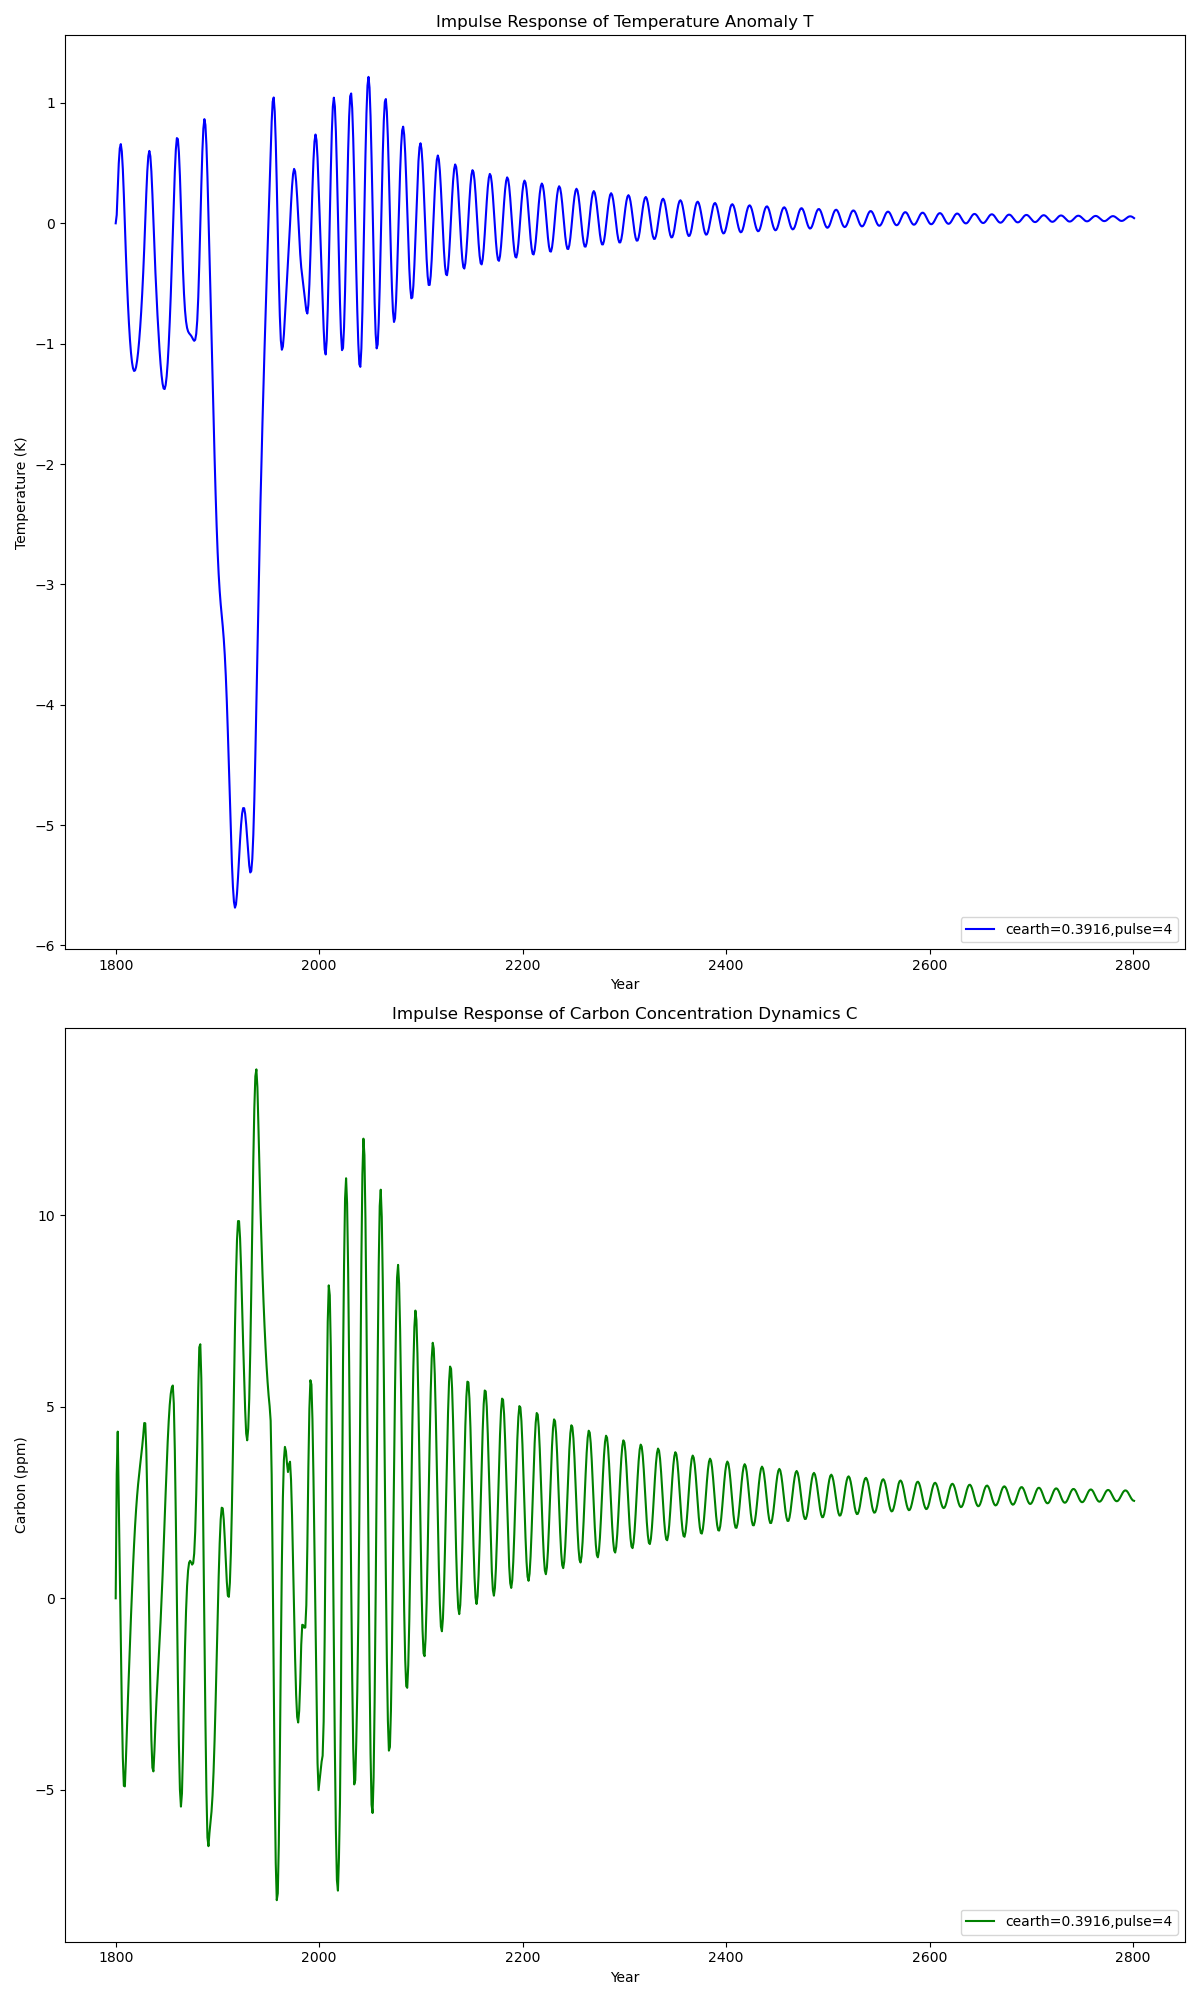 Impulse Response of Temperature Anomaly T
1
0
−1
−2
−3
−4
−5
−6
Temperature (K)
cearth=0.3916,pulse=4
1800 2000 2200 2400 2600 2800
Year
Impulse Response of Carbon Concentration Dynamics C
10
5
0
−5
Carbon (ppm)
cearth=0.3916,pulse=4
1800 2000 2200 2400 2600 2800
Year